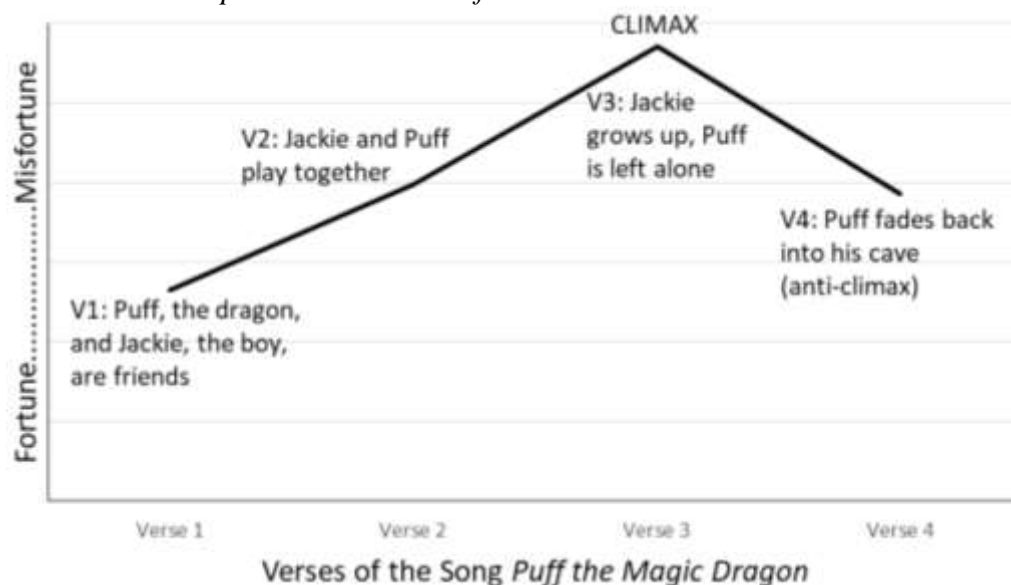 CLIMAX
Fortune.............Misfortune
V2: Jackie and Puff
play together
V3: Jackie
grows up, Puff
is left alone
V4: Puff fades back
into his cave
(anti-climax)
V1: Puff, the dragon,
and Jackie, the boy,
are friends
Verse 1
Verse 2
Verse 3
Verse 4
Verses of the Song Puff the Magic Dragon